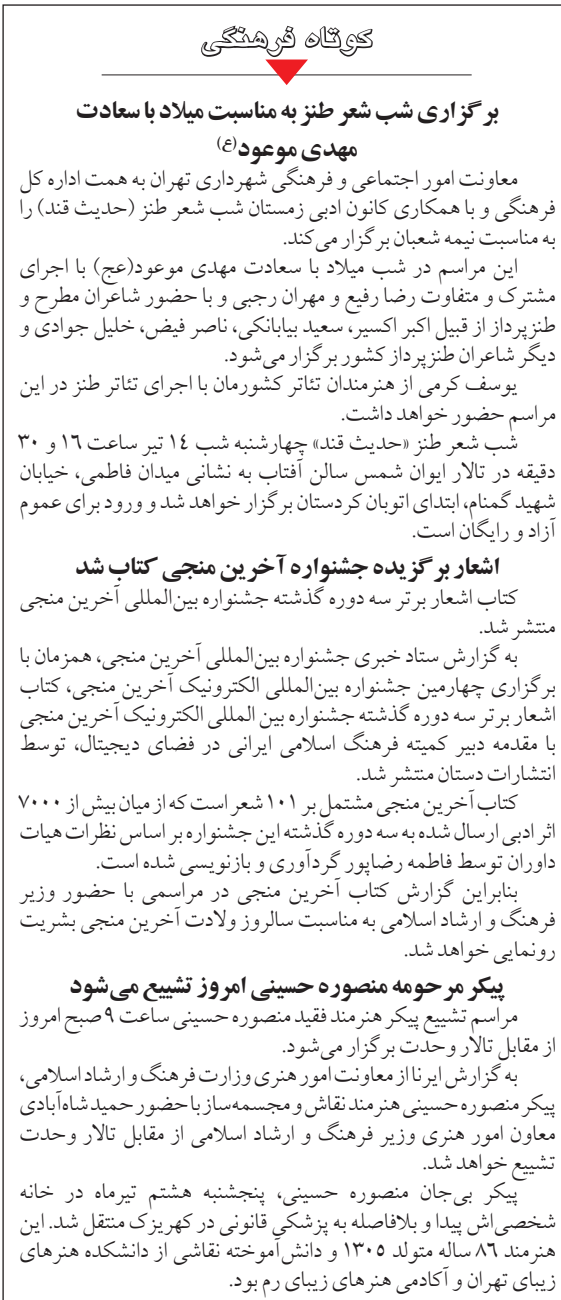 کوتاه فرهنگی
برگزاری شب شعر طنز به مناسبت میلاد با سعادت
مهدی موعود(ع)
معاونت امور اجتماعی و فرهنگی شهرداری تهران به همت اداره کل
فرهنگی و با همکاری کانون ادبی زمستان شب شعر طنز (حدیث قند) را
به مناسبت نیمه شعبان برگزار می‌کند.
این مراسم در شب میلاد با سعادت مهدی موعود(عج) با اجرای
مشترک و متفاوت رضا رفیع و مهران رجبی و با حضور شاعران مطرح و
طنزپرداز از قبیل اکبر اکسیر، سعید بیابانکی، ناصر فیض، خلیل جوادی و
دیگر شاعران طنزپرداز کشور برگزار می‌شود.
یوسف کرمی از هنرمندان تئاتر کشورمان با اجرای تئاتر طنز در این
مراسم حضور خواهد داشت.
شب شعر طنز «حدیث قند» چهارشنبه شب ۱۴ تیر ساعت ۱۶ و ۳۰
دقیقه در تالار ایوان شمس سالن آفتاب به نشانی میدان فاطمی، خیابان
شهید گمنام، ابتدای اتوبان کردستان برگزار خواهد شد و ورود برای عموم
آزاد و رایگان است.
اشعار برگزیده جشنواره آخرین منجی کتاب شد
کتاب اشعار برتر سه دوره گذشته جشنواره بین‌المللی آخرین منجی
منتشر شد.
به گزارش ستاد خبری جشنواره بین‌المللی آخرین منجی، همزمان با
برگزاری چهارمین جشنواره بین‌المللی الکترونیک آخرین منجی، کتاب
اشعار برتر سه دوره گذشته جشنواره بین المللی الکترونیک آخرین منجی
با مقدمه دبیر کمیته فرهنگ اسلامی ایرانی در فضای دیجیتال، توسط
انتشارات دستان منتشر شد.
کتاب آخرین منجی مشتمل بر ۱۰۱ شعر است که از میان بیش از ۷۰۰۰
اثر ادبی ارسال شده به سه دوره گذشته این جشنواره بر اساس نظرات هیات
داوران توسط فاطمه رضاپور گردآوری و بازنویسی شده است.
بنابراین گزارش کتاب آخرین منجی در مراسمی با حضور وزیر
فرهنگ و ارشاد اسلامی به مناسبت سالروز ولادت آخرین منجی بشریت
رونمایی خواهد شد.
پیکر مرحومه منصوره حسینی امروز تشییع می‌شود
مراسم تشییع پیکر هنرمند فقید منصوره حسینی ساعت ۹ صبح امروز
از مقابل تالار وحدت برگزار می‌شود.
به گزارش ایرنا از معاونت امور هنری وزارت فرهنگ و ارشاد اسلامی،
پیکر منصوره حسینی هنرمند نقاش و مجسمه‌ساز با حضور حمید شاه‌آبادی
معاون امور هنری وزیر فرهنگ و ارشاد اسلامی از مقابل تالار وحدت
تشییع خواهد شد.
پیکر بی‌جان منصوره حسینی، پنجشنبه هشتم تیرماه در خانه
شخصی‌اش پیدا و بلافاصله به پزشکی قانونی در کهریزک منتقل شد. این
هنرمند ۸۶ ساله متولد ۱۳۰۵ و دانش‌آموخته نقاشی از دانشکده هنرهای
زیبای تهران و آکادمی هنرهای زیبای رم بود.